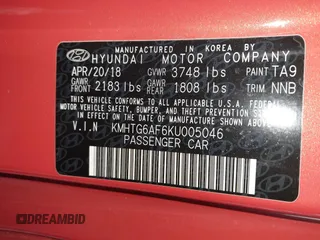 MANUFACTURED IN KOREA BY
HYUNDAI MOTOR COMPANY
APR/20/18 GVWR 3748 lbs PAINT TA9
GAWR FRONT 2183 lbs GAWR REAR 1808 lbs TRIM NNB
THIS VEHICLE CONFORMS TO ALL APPLICABLE
U.S. FEDERAL MOTOR VEHICLE SAFETY, BUMPER,
AND THEFT PREVENTION STANDARDS IN EFFECT
ON THE DATE OF MANUFACTURE SHOWN ABOVE.
V.I.N KMHTG6AF6KU005046
PASSENGER CAR
DREAMBID